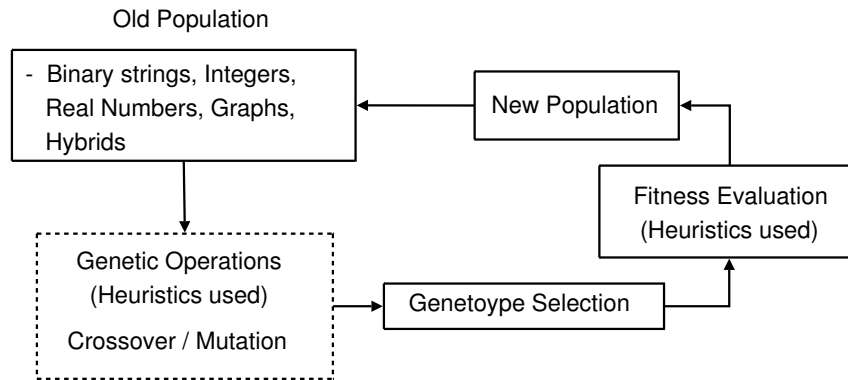 Old Population
- Binary strings, Integers,
Real Numbers, Graphs,
Hybrids
New Population
Fitness Evaluation
(Heuristics used)
Genetic Operations
(Heuristics used)
Crossover / Mutation
Genetoype Selection